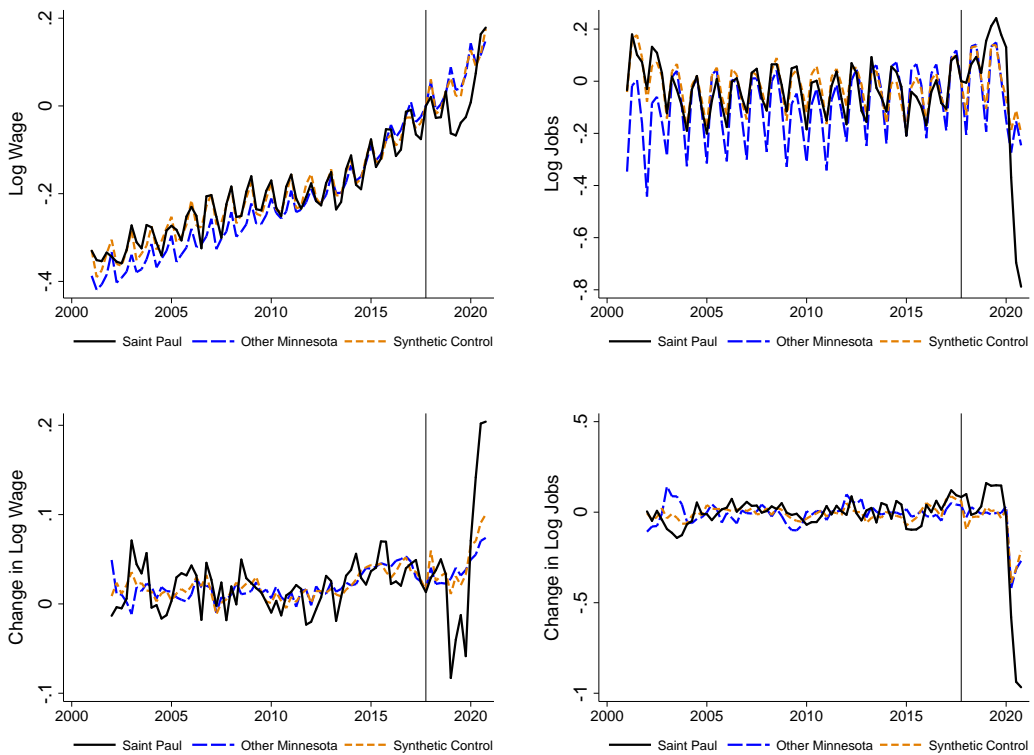 Log Wage
.2
0
-.2
-.4
2000 2005 2010 2015 2020
Saint Paul Other Minnesota Synthetic Control
Log Jobs
.2
0
-.2
-.4
-.6
-.8
2000 2005 2010 2015 2020
Saint Paul Other Minnesota Synthetic Control
Change in Log Wage
.2
.1
0
-.1
2000 2005 2010 2015 2020
Saint Paul Other Minnesota Synthetic Control
Change in Log Jobs
.5
0
-.5
-1
2000 2005 2010 2015 2020
Saint Paul Other Minnesota Synthetic Control